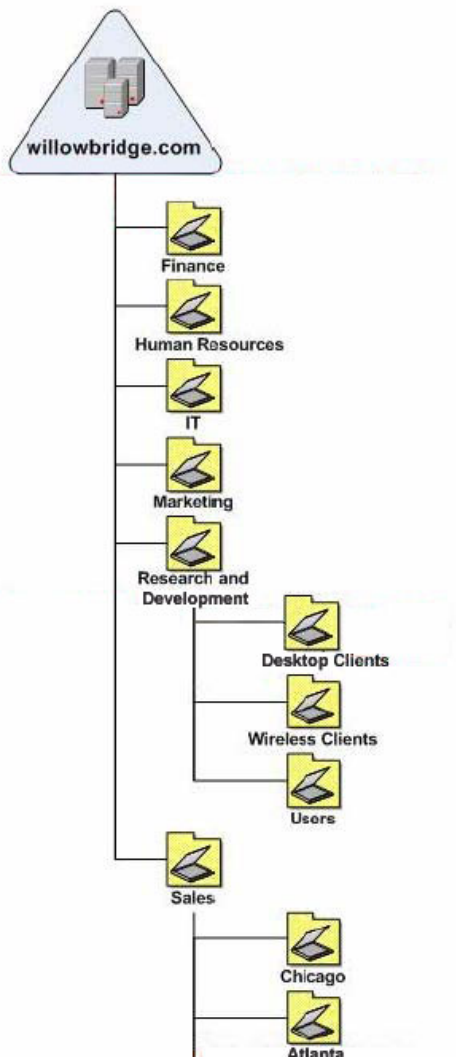 willowbridge.com
Finance
Human Resources
IT
Marketing
Research and
Development
Desktop Clients
Wireless Clients
Users
Sales
Chicago
Atlanta